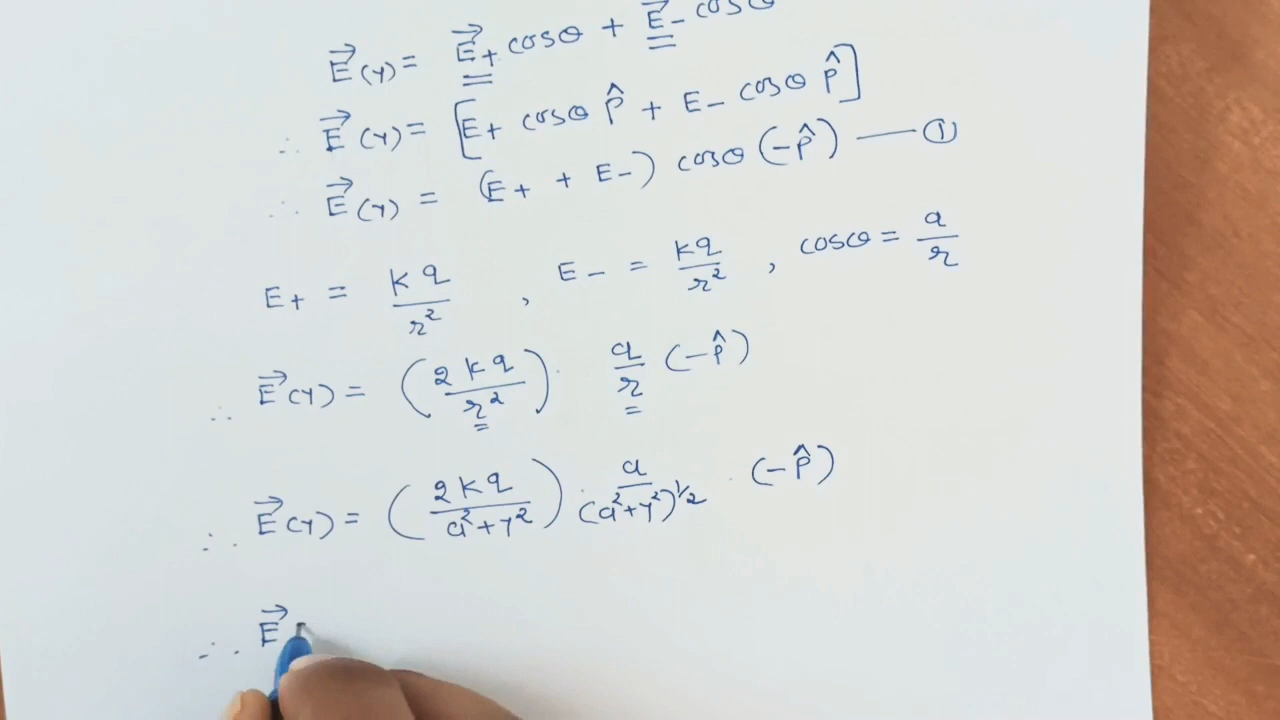 E⃗(y) = E⃗₊ cosθ + E⃗₋ cosθ
∴ E⃗(y) = [E₊ cosθ p̂ + E₋ cosθ p̂]
∴ E⃗(y) = (E₊ + E₋) cosθ (−p̂) —— ①
E₊ = kq/r² , E₋ = kq/r² , cosθ = a/r
∴ E⃗(y) = (2kq/r²) · a/r (−p̂)
∴ E⃗(y) = (2kq/a²+y²) · a/(a²+y²)^½ · (−p̂)
∴ E⃗